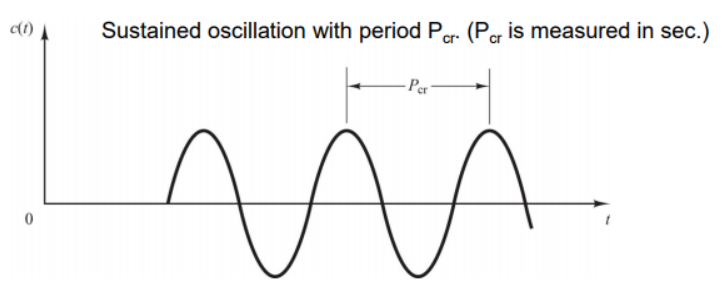 c(t)
Sustained oscillation with period Pcr. (Pcr is measured in sec.)
Pcr
0
t